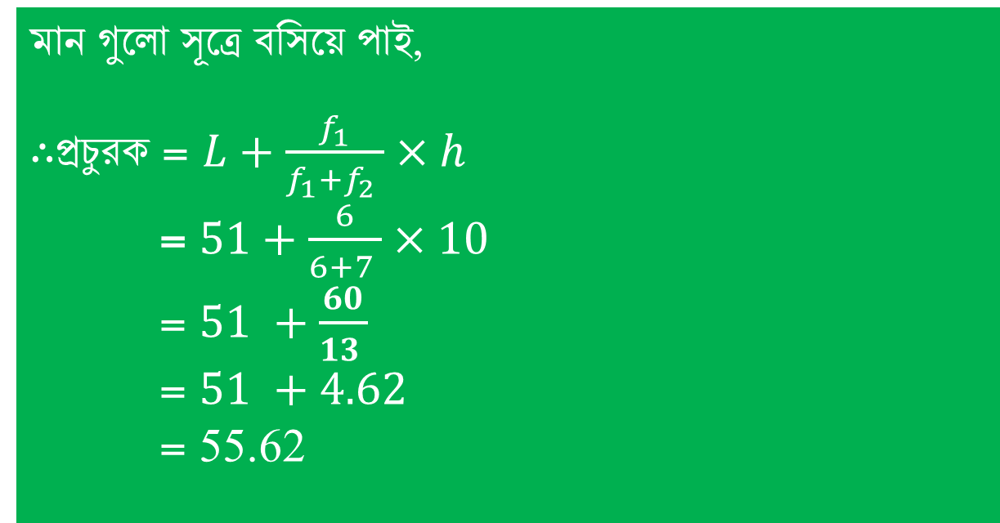 মান গুলো সূত্রে বসিয়ে পাই,
∴প্রচুরক = L + f₁/(f₁+f₂) × h
= 51 + 6/(6+7) × 10
= 51 + 60/13
= 51 + 4.62
= 55.62